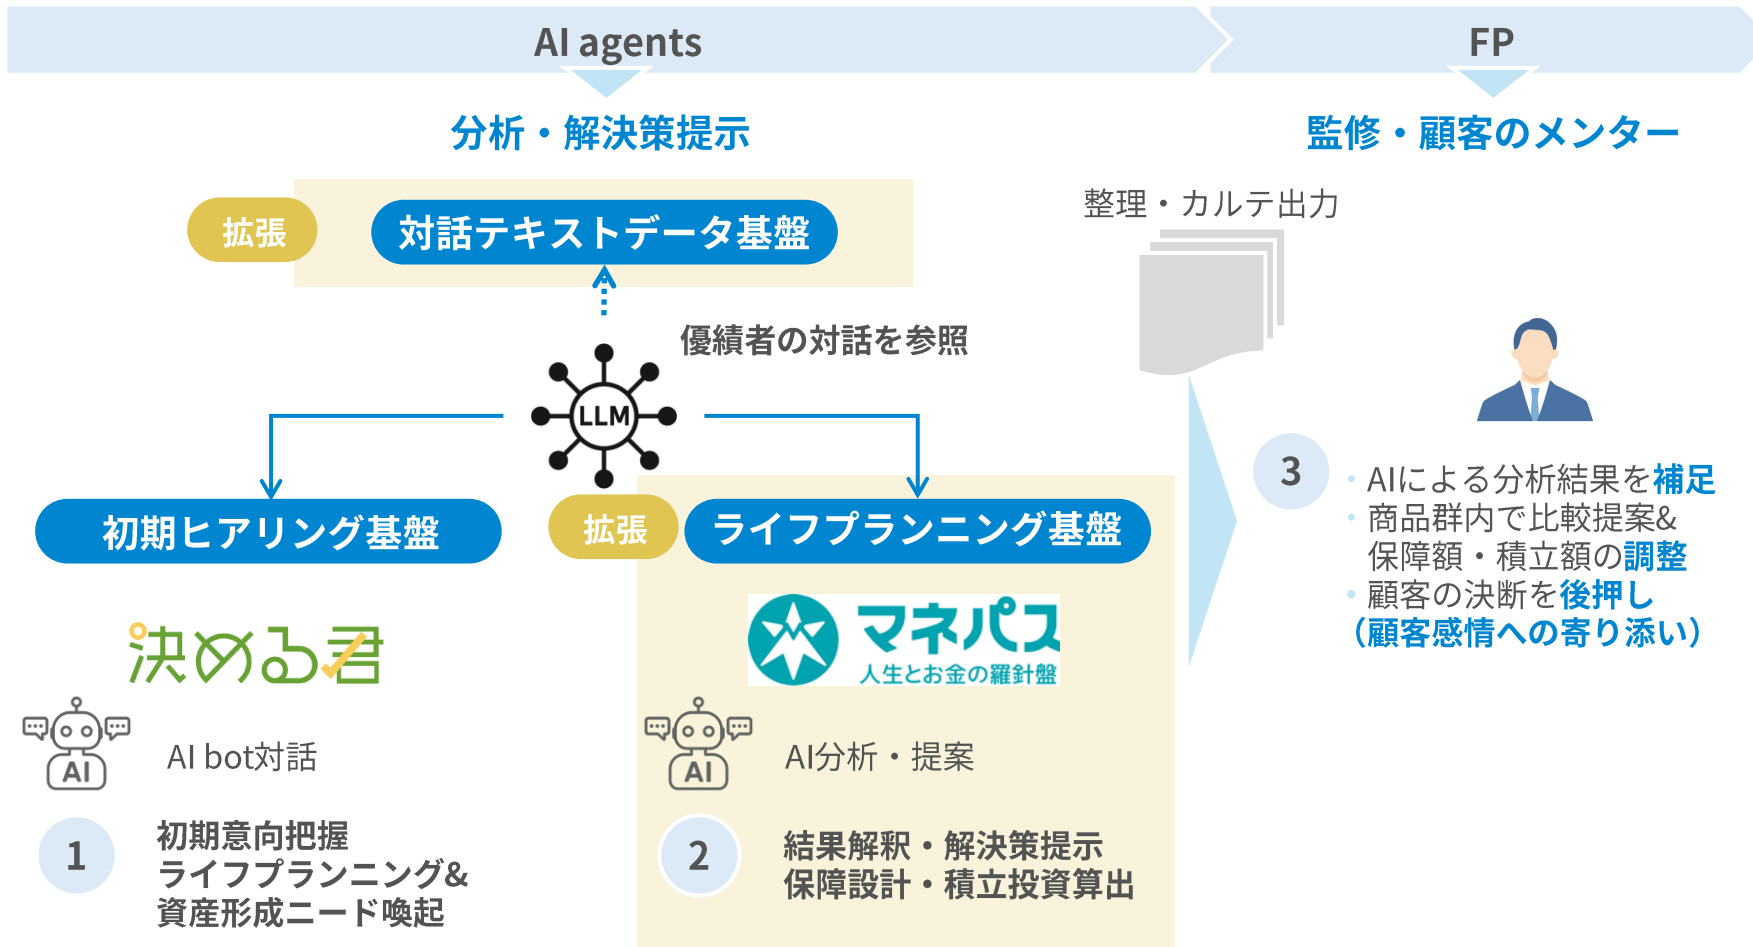 AI agents
FP
分析・解決策提示
監修・顧客のメンター
拡張
対話テキストデータ基盤
整理・カルテ出力
優績者の対話を参照
LLM
初期ヒアリング基盤
拡張
ライフプランニング基盤
決める君
マネパス
人生とお金の羅針盤
AI
AI bot対話
AI
AI分析・提案
1
初期意向把握
ライフプランニング&
資産形成ニード喚起
2
結果解釈・解決策提示
保障設計・積立投資算出
3
・AIによる分析結果を補足
・商品群内で比較提案&
保障額・積立額の調整
・顧客の決断を後押し
（顧客感情への寄り添い）